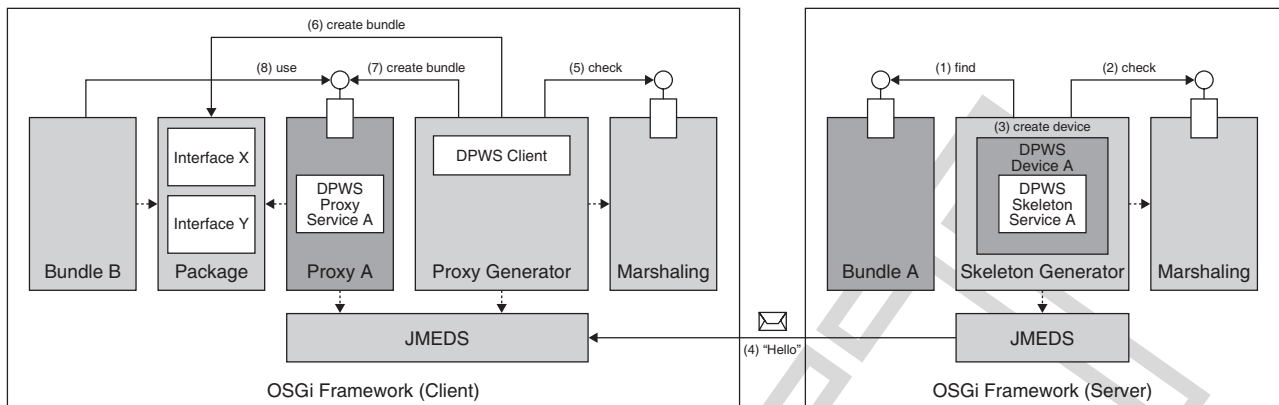 (6) create bundle
(8) use
(7) create bundle
(5) check
(1) find
(2) check
Interface X
Interface Y
DPWS
Proxy
Service A
DPWS Client
(3) create device
DPWS
Device A
DPWS
Skeleton
Service A
Bundle B
Package
Proxy A
Proxy Generator
Marshaling
Bundle A
Skeleton Generator
Marshaling
JMEDS
(4) “Hello”
JMEDS
OSGi Framework (Client)
OSGi Framework (Server)